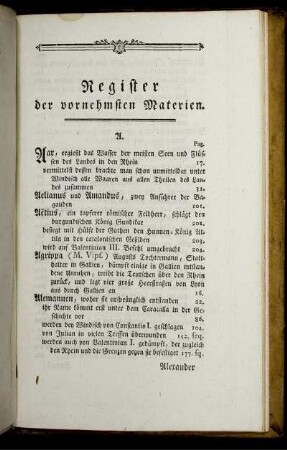 Register
der vornehmsten Materien.
A.
Pag.
Aar, ergießt das Wasser der meisten Seen und Flüs-
sen des Landes in den Rhein 17.
vermittelst dessen brachte man schon unmittelbar unter
Windisch alle Waaren aus allen Theilen des Lan-
des zusammen 32.
Aelianus und Amandus, zwey Anführer der Ba-
gauden 101.
Aëtius, ein tapferer römischer Feldherr, schlägt den
burgundischen König Gundikar 201.
besiegt mit Hülfe der Gothen den Hunnen, König At-
tila in den catalonischen Gefilden 203.
wird auf Valentinian III. Befehl umgebracht 204.
Agrippa (M. Vips.) Augusts Tochtermann, Statt-
halter in Gallien, dämpft einige in Gallien entstan-
dene Unruhen, treibt die Teutschen über den Rhein
zurück, und legt vier große Heerstraßen von Lyon
aus durch Gallien an 16.
Alemannen, woher sie ursprünglich entstanden 22.
ihr Name kömmt erst unter dem Caracalla in der Ge-
schichte vor 86.
werden bey Windisch von Constantis I. geschlagen 104.
von Julian in vielen Treffen überwunden 152. sqq.
werden auch von Valentinian I. gedämpft, der zugleich
den Rhein und die Grenzen gegen sie befestiget 177. sq.
Alexander